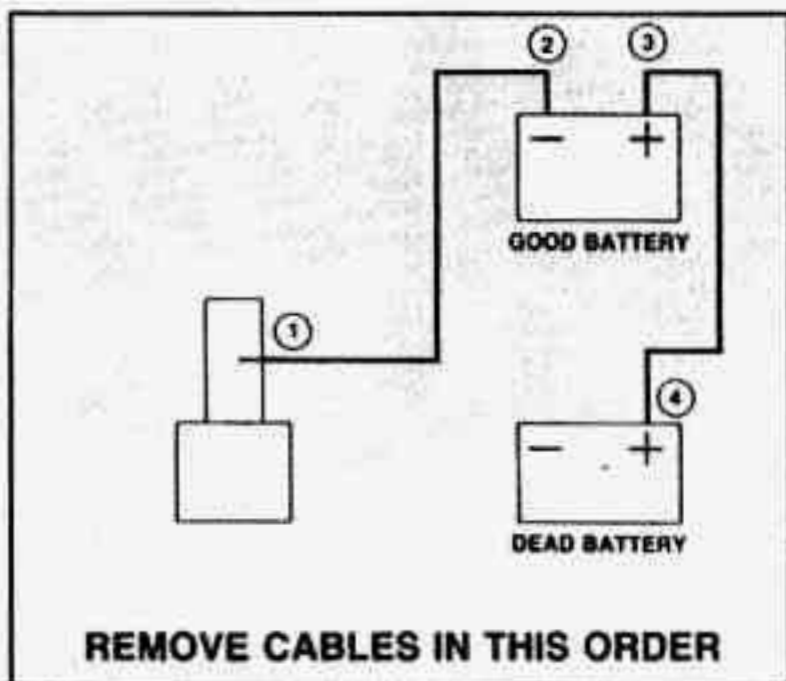 ② ③
− +
GOOD BATTERY
①
④
− +
DEAD BATTERY
REMOVE CABLES IN THIS ORDER